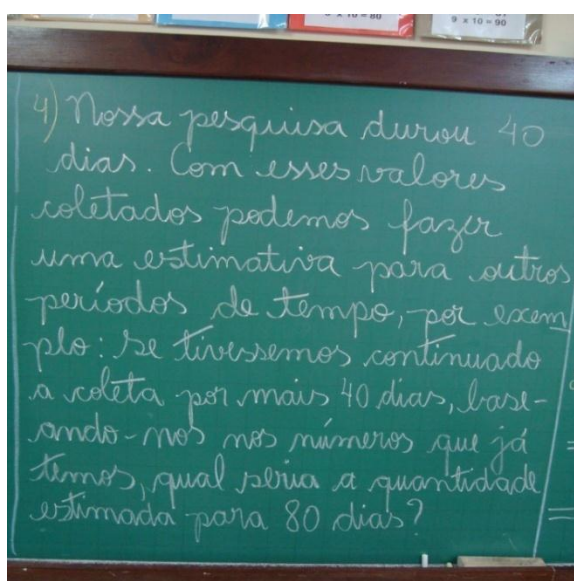 9 x 10 = 90
4) Nossa pesquisa durou 40
dias. Com esses valores
coletados podemos fazer
uma estimativa para outros
períodos de tempo, por exem
plo: Se tivessemos continuado
a coleta por mais 40 dias, base-
ando-nos nos números que já
temos, qual seria a quantidade
estimada para 80 dias?